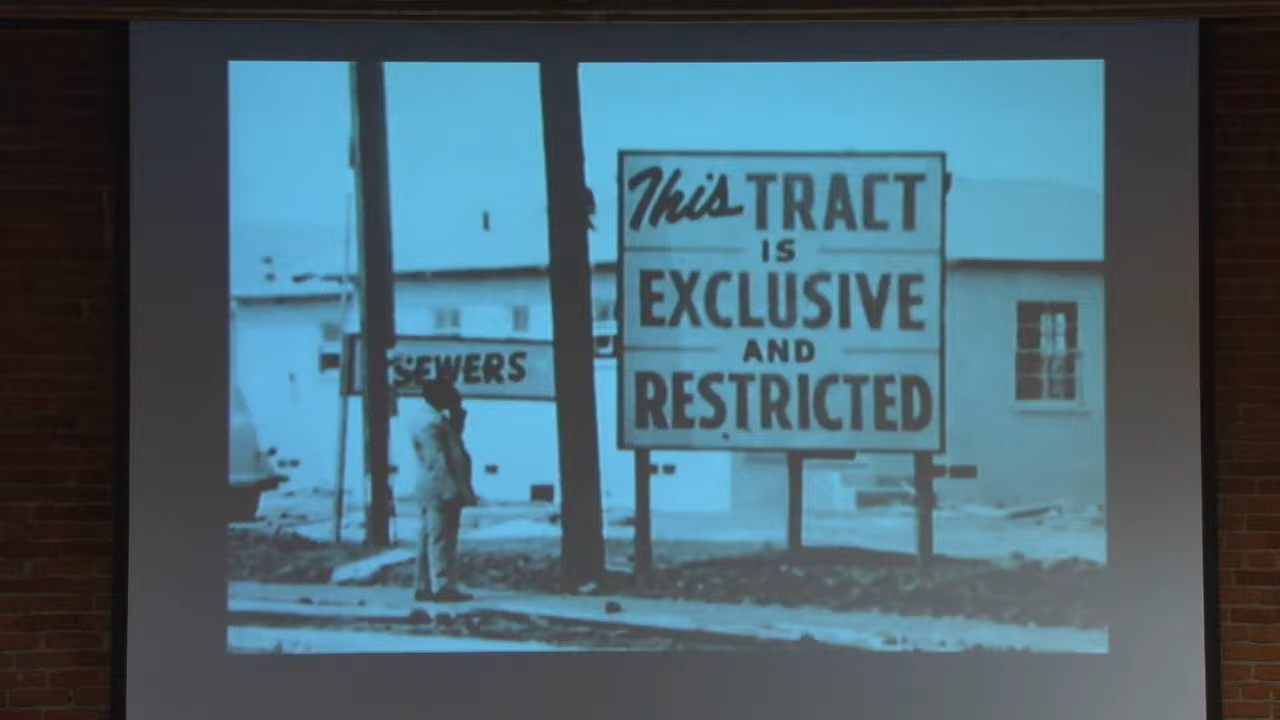 This TRACT
IS
EXCLUSIVE
AND
RESTRICTED
SEWERS